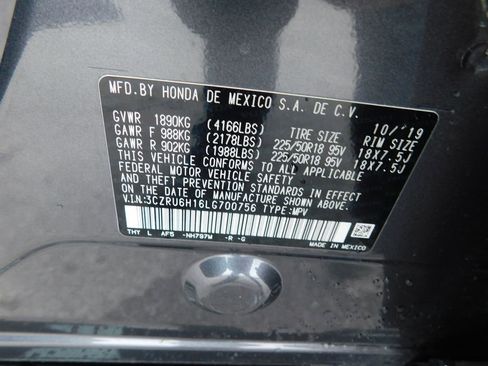 MFD. BY HONDA DE MEXICO S.A. DE C.V.
10/'19
GVWR 1890KG (4166LBS) TIRE SIZE RIM SIZE
GAWR F 988KG (2178LBS) 225/50R18 95V 18X7.5J
GAWR R 902KG (1988LBS) 225/50R18 95V 18X7.5J
THIS VEHICLE CONFORMS TO ALL APPLICABLE
FEDERAL MOTOR VEHICLE SAFETY, BUMPER, AND
THEFT PREVENTION STANDARDS IN EFFECT ON
THE DATE OF MANUFACTURE SHOWN ABOVE.
V.I.N: 3CZRU6H16LG700756 TYPE: MPV
THY L AF5 -NH797M -R -G
MADE IN MEXICO